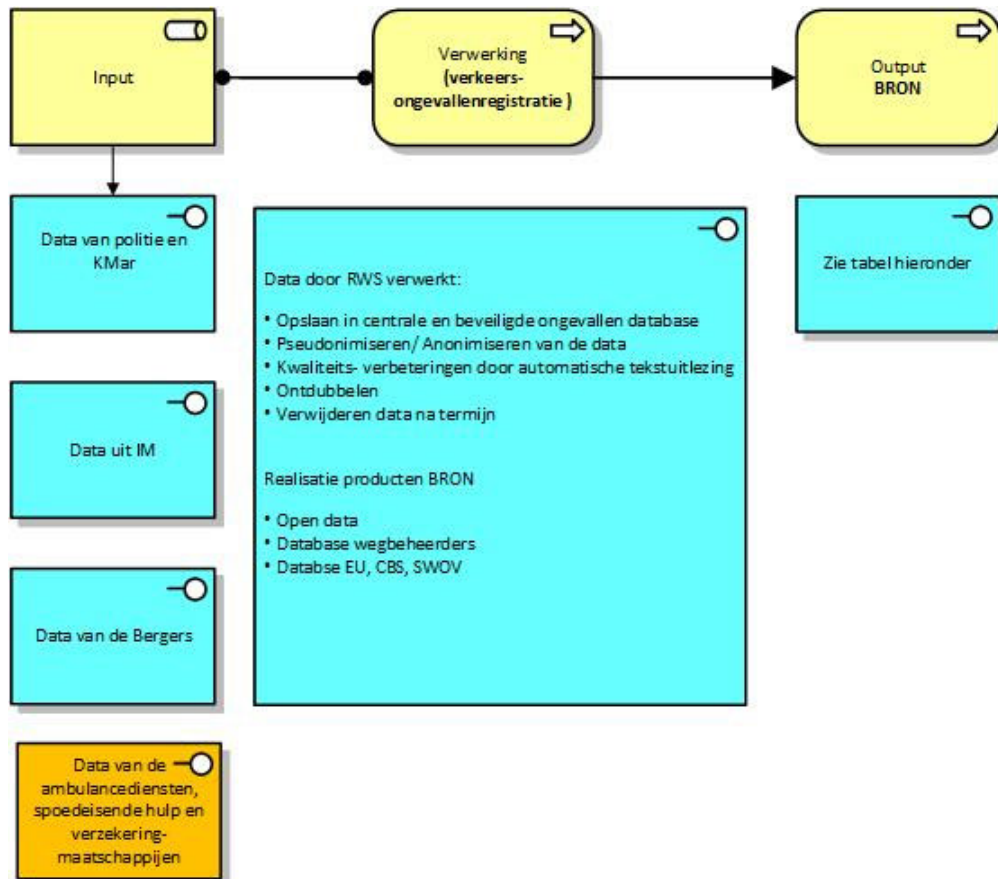 Input
Verwerking
(verkeers-
ongevallenregistratie )
Output
BRON
Data van politie en
KMar
Data door RWS verwerkt:
• Opslaan in centrale en beveiligde ongevallen database
• Pseudonimiseren/ Anonimiseren van de data
• Kwaliteits- verbeteringen door automatische tekstuitlezing
• Ontdubbelen
• Verwijderen data na termijn
Realisatie producten BRON
• Open data
• Database wegbeheerders
• Databse EU, CBS, SWOV
Zie tabel hieronder
Data uit IM
Data van de Bergers
Data van de
ambulancediensten,
spoedeisende hulp en
verzekering-
maatschappijen